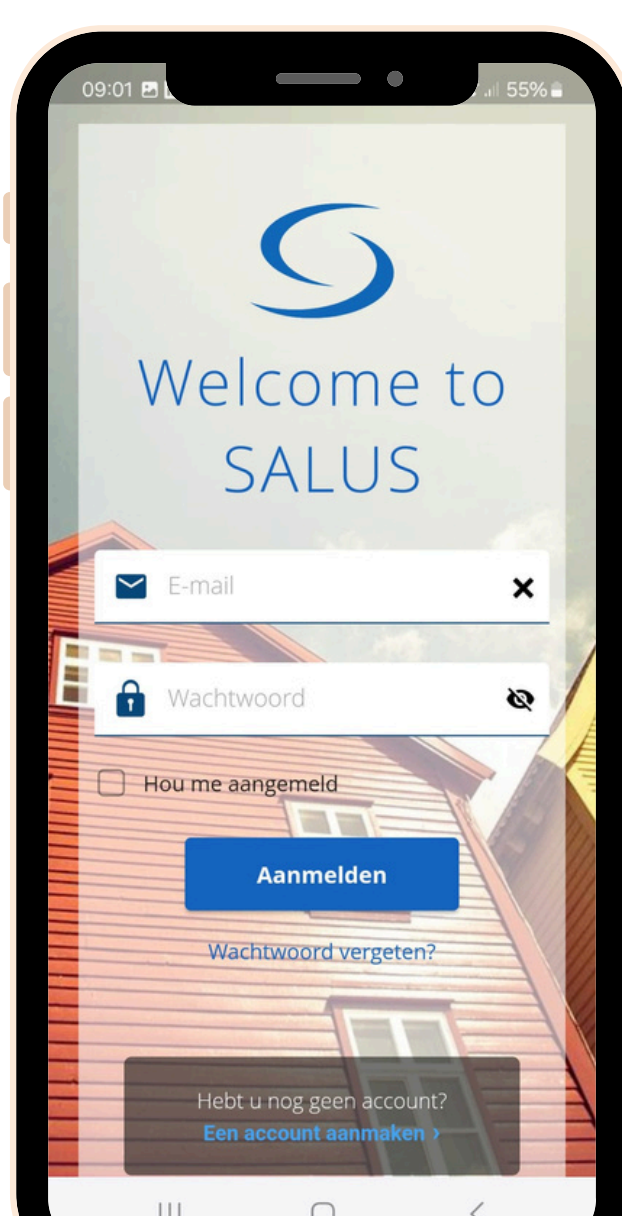 09:01
55%
Welcome to
SALUS
E-mail
Wachtwoord
Hou me aangemeld
Aanmelden
Wachtwoord vergeten?
Hebt u nog geen account?
Een account aanmaken ›